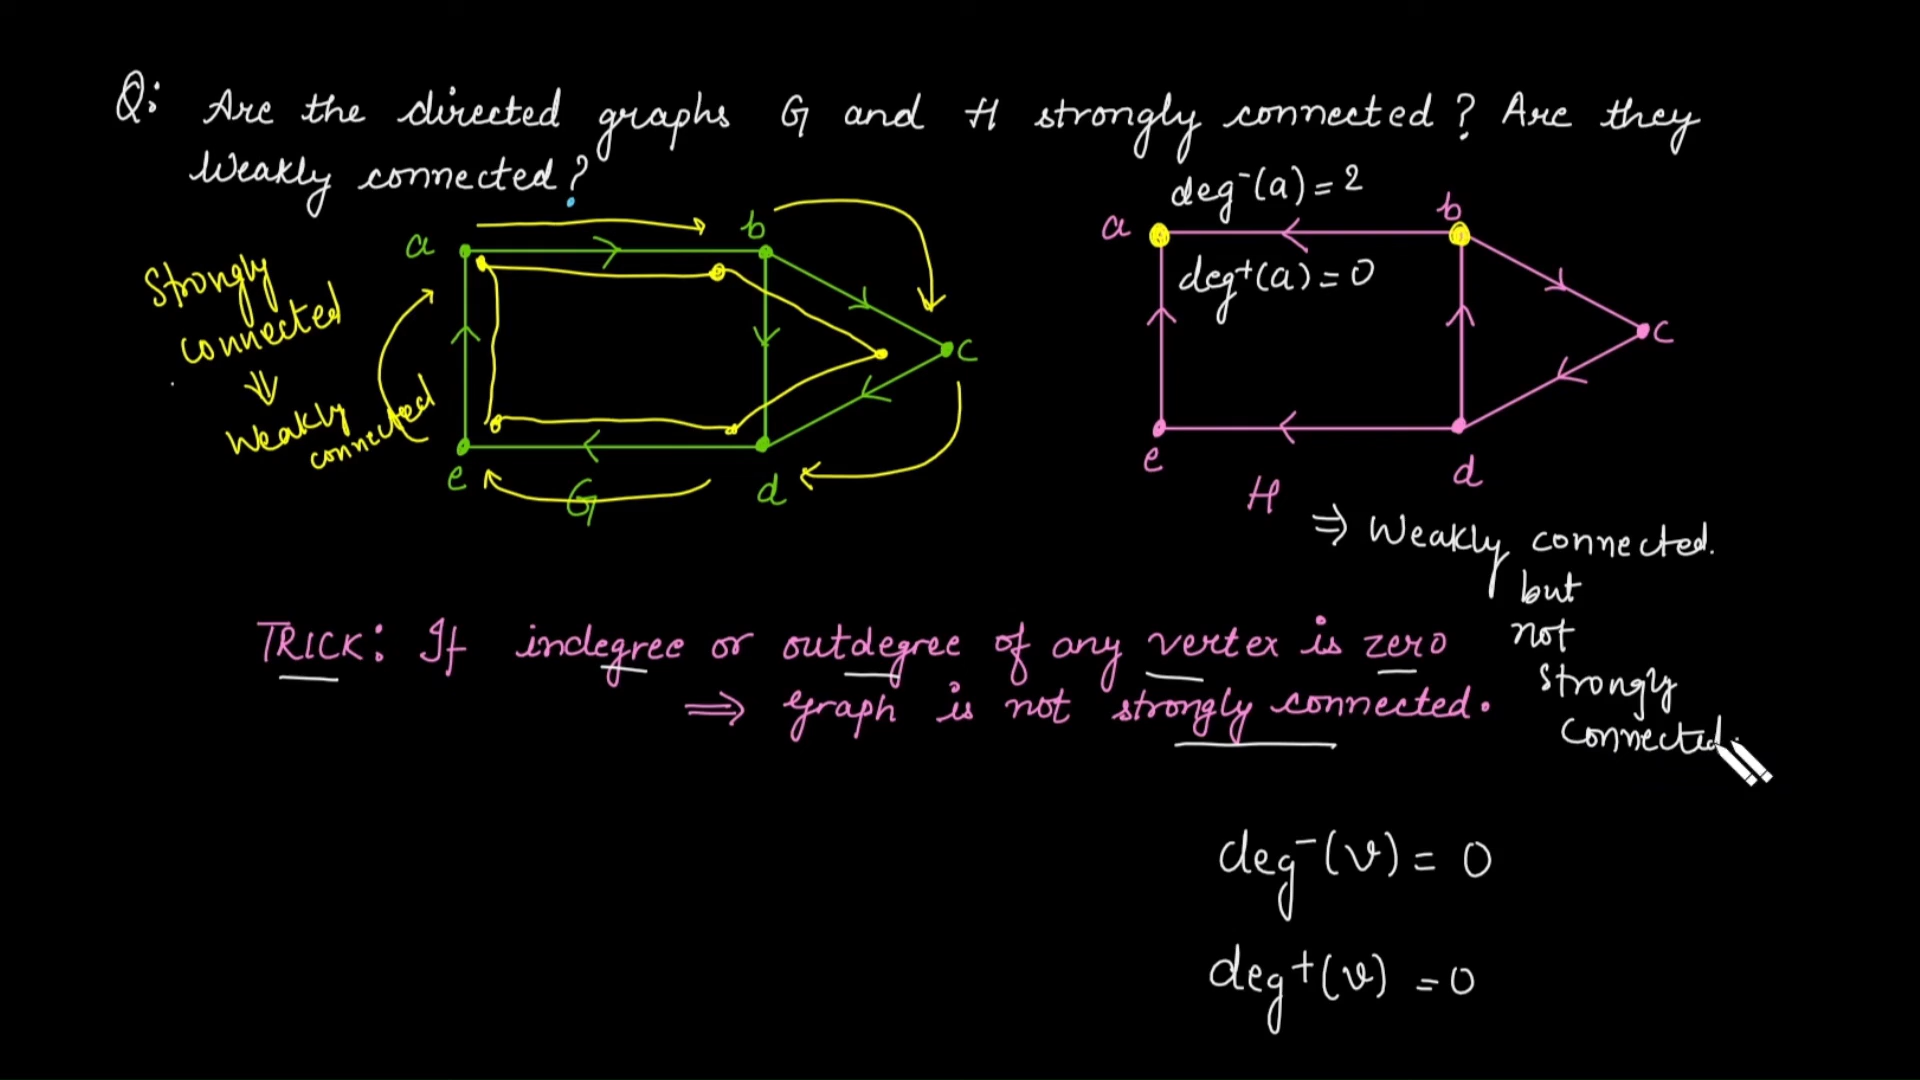 Q: Are the directed graphs G and H strongly connected? Are they
Weakly connected?
deg⁻(a) = 2
a
b
a
b
deg⁺(a) = 0
Strongly
connected
⇓
Weakly
connected
c
c
e
d
G
e
d
H
⇒ Weakly connected.
but
not
strongly
connected.
TRICK: If indegree or outdegree of any vertex is zero
⇒ graph is not strongly connected.
deg⁻(v) = 0
deg⁺(v) = 0